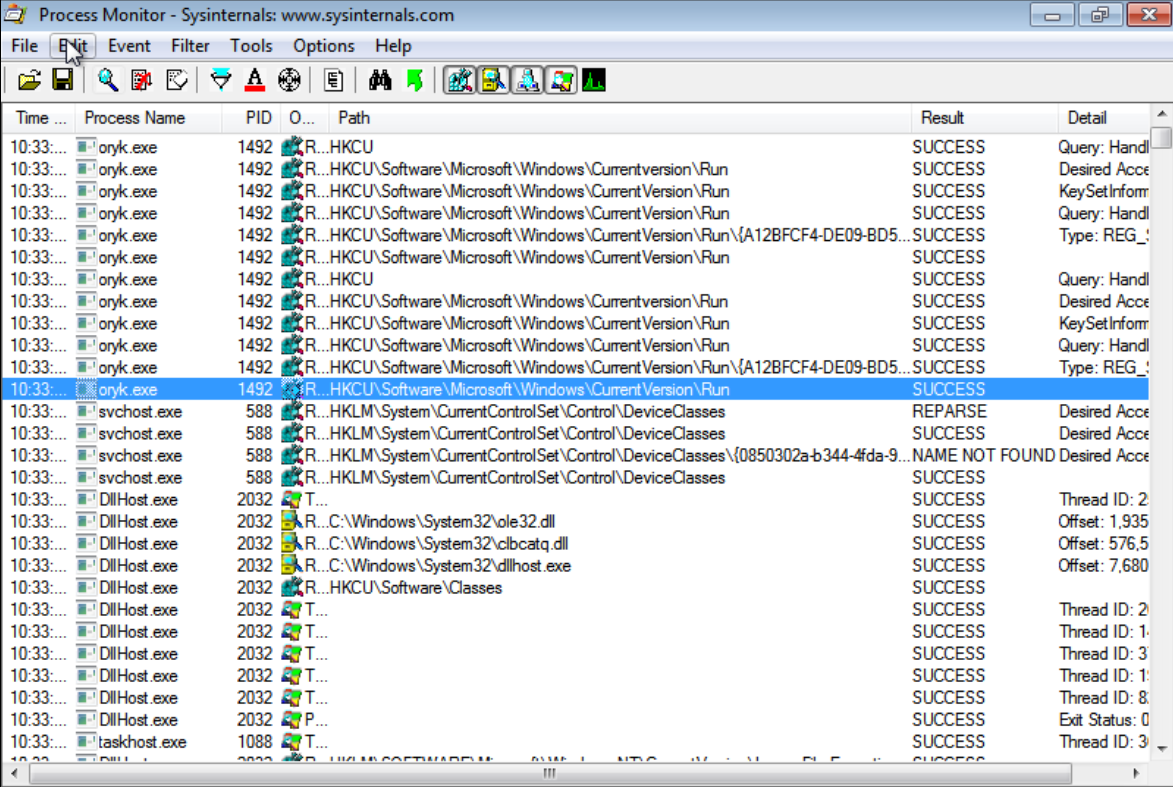 Process Monitor - Sysinternals: www.sysinternals.com
File Edit Event Filter Tools Options Help
Time ... Process Name PID O... Path Result Detail
10:33:... oryk.exe 1492 R... HKCU SUCCESS Query: Handl
10:33:... oryk.exe 1492 R... HKCU\Software\Microsoft\Windows\Currentversion\Run SUCCESS Desired Acce
10:33:... oryk.exe 1492 R... HKCU\Software\Microsoft\Windows\CurrentVersion\Run SUCCESS KeySetInform
10:33:... oryk.exe 1492 R... HKCU\Software\Microsoft\Windows\CurrentVersion\Run SUCCESS Query: Handl
10:33:... oryk.exe 1492 R... HKCU\Software\Microsoft\Windows\CurrentVersion\Run\{A12BFCF4-DE09-BD5... SUCCESS Type: REG_
10:33:... oryk.exe 1492 R... HKCU\Software\Microsoft\Windows\CurrentVersion\Run SUCCESS
10:33:... oryk.exe 1492 R... HKCU SUCCESS Query: Handl
10:33:... oryk.exe 1492 R... HKCU\Software\Microsoft\Windows\Currentversion\Run SUCCESS Desired Acce
10:33:... oryk.exe 1492 R... HKCU\Software\Microsoft\Windows\CurrentVersion\Run SUCCESS KeySetInform
10:33:... oryk.exe 1492 R... HKCU\Software\Microsoft\Windows\CurrentVersion\Run SUCCESS Query: Handl
10:33:... oryk.exe 1492 R... HKCU\Software\Microsoft\Windows\CurrentVersion\Run\{A12BFCF4-DE09-BD5... SUCCESS Type: REG_
10:33:... oryk.exe 1492 R... HKCU\Software\Microsoft\Windows\CurrentVersion\Run SUCCESS
10:33:... svchost.exe 588 R... HKLM\System\CurrentControlSet\Control\DeviceClasses REPARSE Desired Acce
10:33:... svchost.exe 588 R... HKLM\System\CurrentControlSet\Control\DeviceClasses SUCCESS Desired Acce
10:33:... svchost.exe 588 R... HKLM\System\CurrentControlSet\Control\DeviceClasses\{0850302a-b344-4fda-9... NAME NOT FOUND Desired Acce
10:33:... svchost.exe 588 R... HKLM\System\CurrentControlSet\Control\DeviceClasses SUCCESS
10:33:... DllHost.exe 2032 T... SUCCESS Thread ID: 2
10:33:... DllHost.exe 2032 R... C:\Windows\System32\ole32.dll SUCCESS Offset: 1,935
10:33:... DllHost.exe 2032 R... C:\Windows\System32\clbcatq.dll SUCCESS Offset: 576,5
10:33:... DllHost.exe 2032 R... C:\Windows\System32\dllhost.exe SUCCESS Offset: 7,680
10:33:... DllHost.exe 2032 R... HKCU\Software\Classes SUCCESS
10:33:... DllHost.exe 2032 T... SUCCESS Thread ID: 2
10:33:... DllHost.exe 2032 T... SUCCESS Thread ID: 1
10:33:... DllHost.exe 2032 T... SUCCESS Thread ID: 3
10:33:... DllHost.exe 2032 T... SUCCESS Thread ID: 1
10:33:... DllHost.exe 2032 T... SUCCESS Thread ID: 8
10:33:... DllHost.exe 2032 P... SUCCESS Exit Status: 0
10:33:... taskhost.exe 1088 T... SUCCESS Thread ID: 3